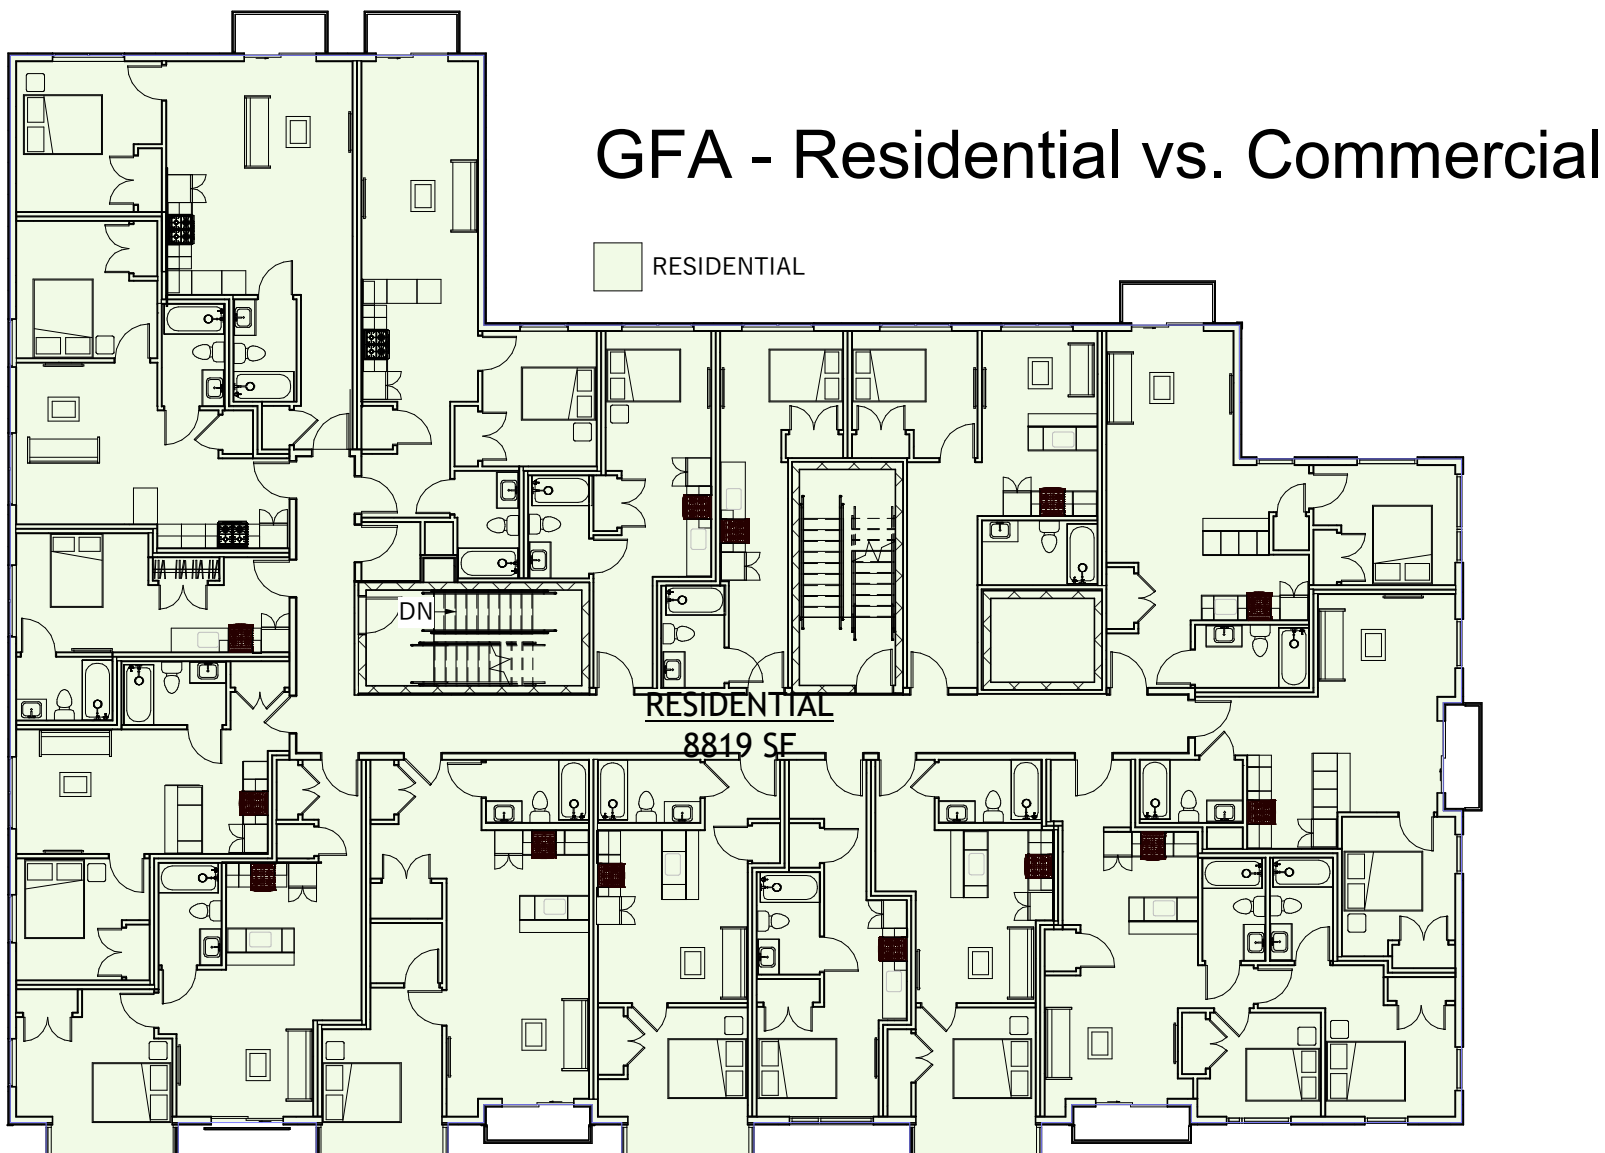 GFA - Residential vs. Commercial
RESIDENTIAL
DN
RESIDENTIAL
8819 SF